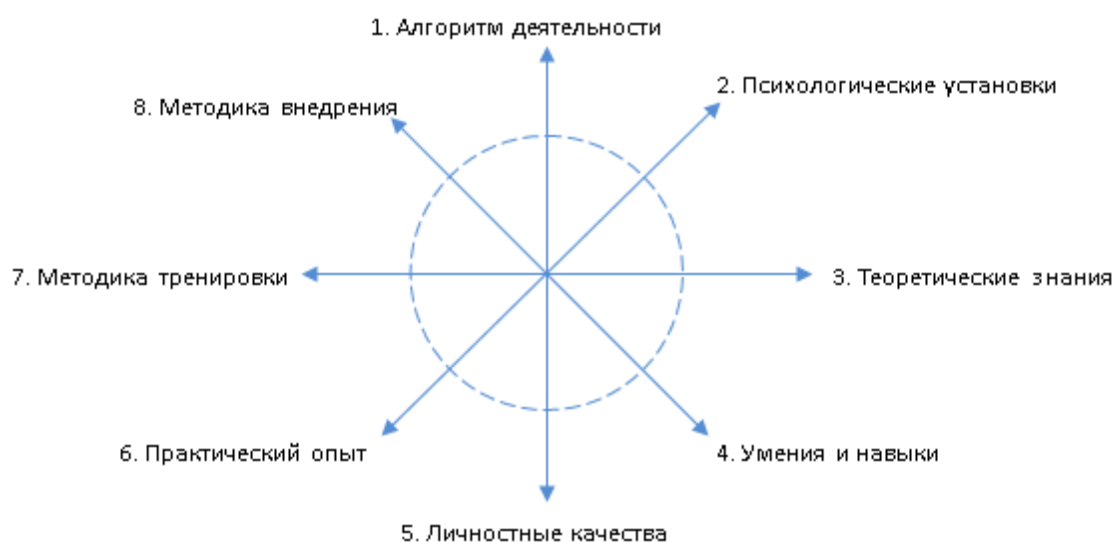 1. Алгоритм деятельности
2. Психологические установки
3. Теоретические знания
4. Умения и навыки
5. Личностные качества
6. Практический опыт
7. Методика тренировки
8. Методика внедрения